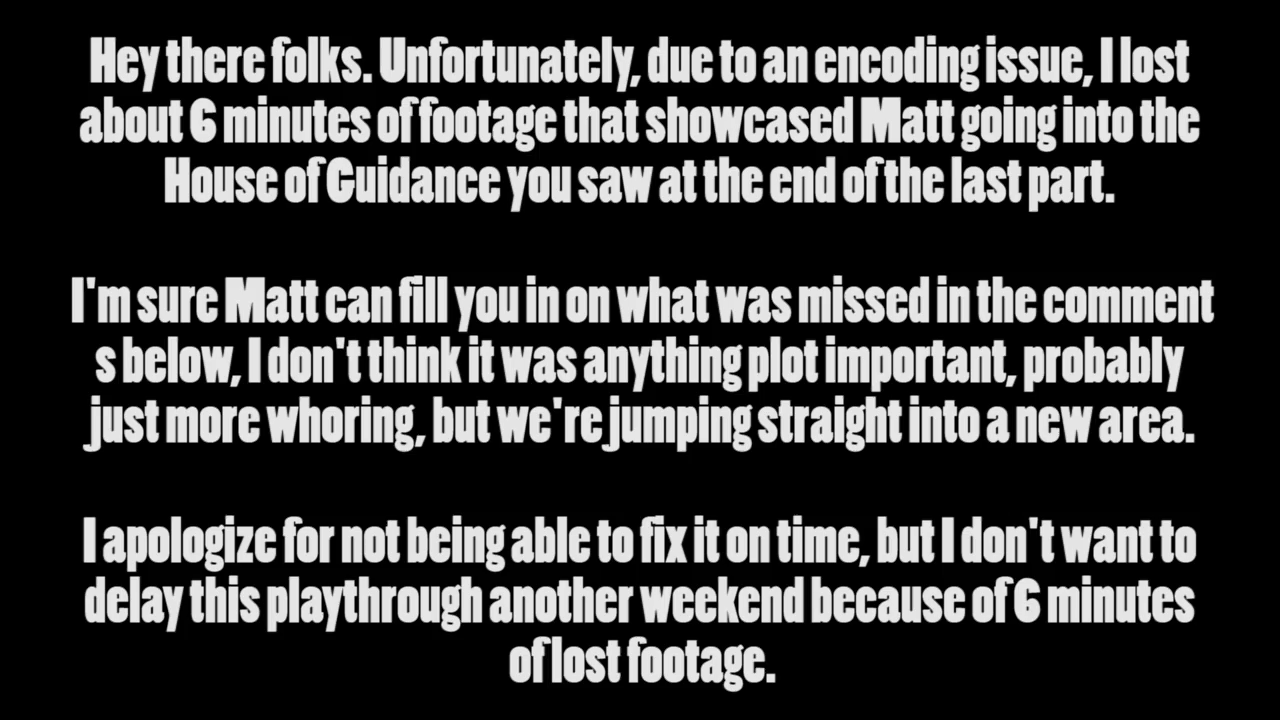 Hey there folks. Unfortunately, due to an encoding issue, I lost
about 6 minutes of footage that showcased Matt going into the
House of Guidance you saw at the end of the last part.
I'm sure Matt can fill you in on what was missed in the comment
s below, I don't think it was anything plot important, probably
just more whoring, but we're jumping straight into a new area.
I apologize for not being able to fix it on time, but I don't want to
delay this playthrough another weekend because of 6 minutes
of lost footage.